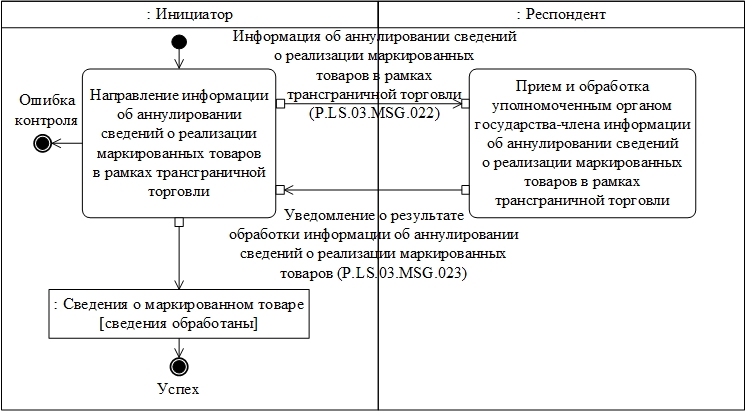 : Инициатор
: Респондент
Информация об аннулировании сведений
о реализации маркированных
товаров в рамках
трансграничной торговли
(P.LS.03.MSG.022)
Ошибка
контроля
Направление информации
об аннулировании
сведений о реализации
маркированных товаров
в рамках трансграничной
торговли
Прием и обработка
уполномоченным органом
государства-члена информации
об аннулировании сведений
о реализации маркированных
товаров в рамках
трансграничной торговли
Уведомление о результате
обработки информации об аннулировании
сведений о реализации маркированных
товаров (P.LS.03.MSG.023)
: Сведения о маркированном товаре
[сведения обработаны]
Успех